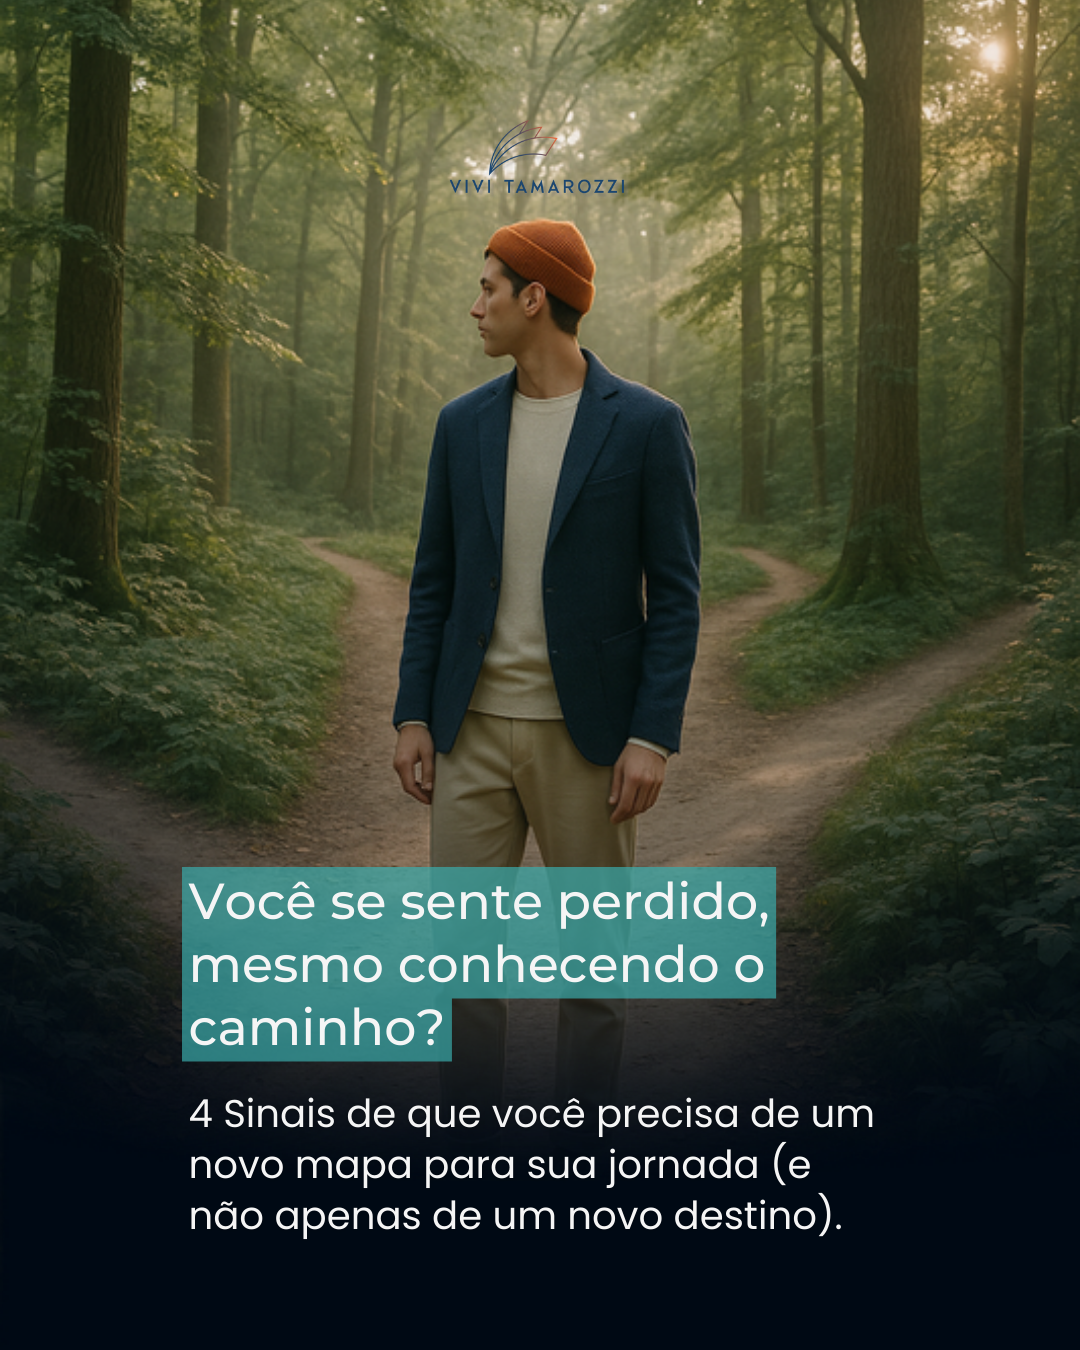 VIVI TAMAROZZI
Você se sente perdido,
mesmo conhecendo o
caminho?
4 Sinais de que você precisa de um
novo mapa para sua jornada (e
não apenas de um novo destino).